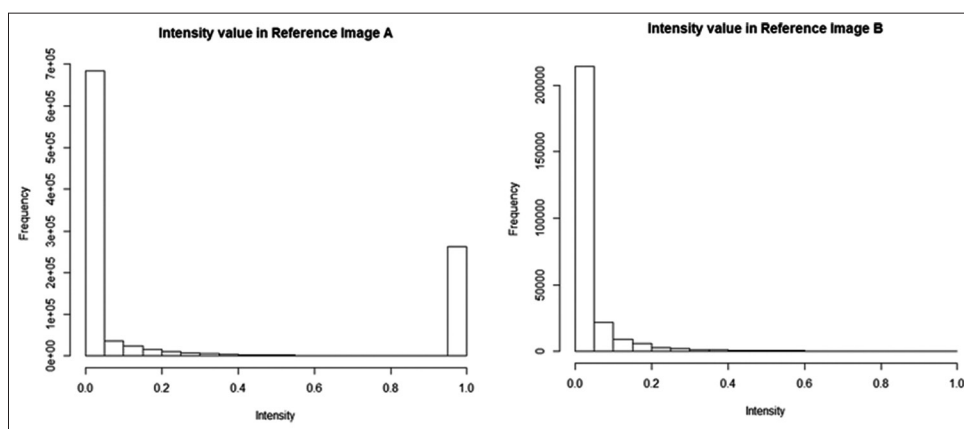 Intensity value in Reference Image A
7e+05
6e+05
5e+05
4e+05
3e+05
2e+05
1e+05
0e+00
Frequency
0.0 0.2 0.4 0.6 0.8 1.0
Intensity
Intensity value in Reference Image B
200000
150000
100000
50000
0
Frequency
0.0 0.2 0.4 0.6 0.8 1.0
Intensity